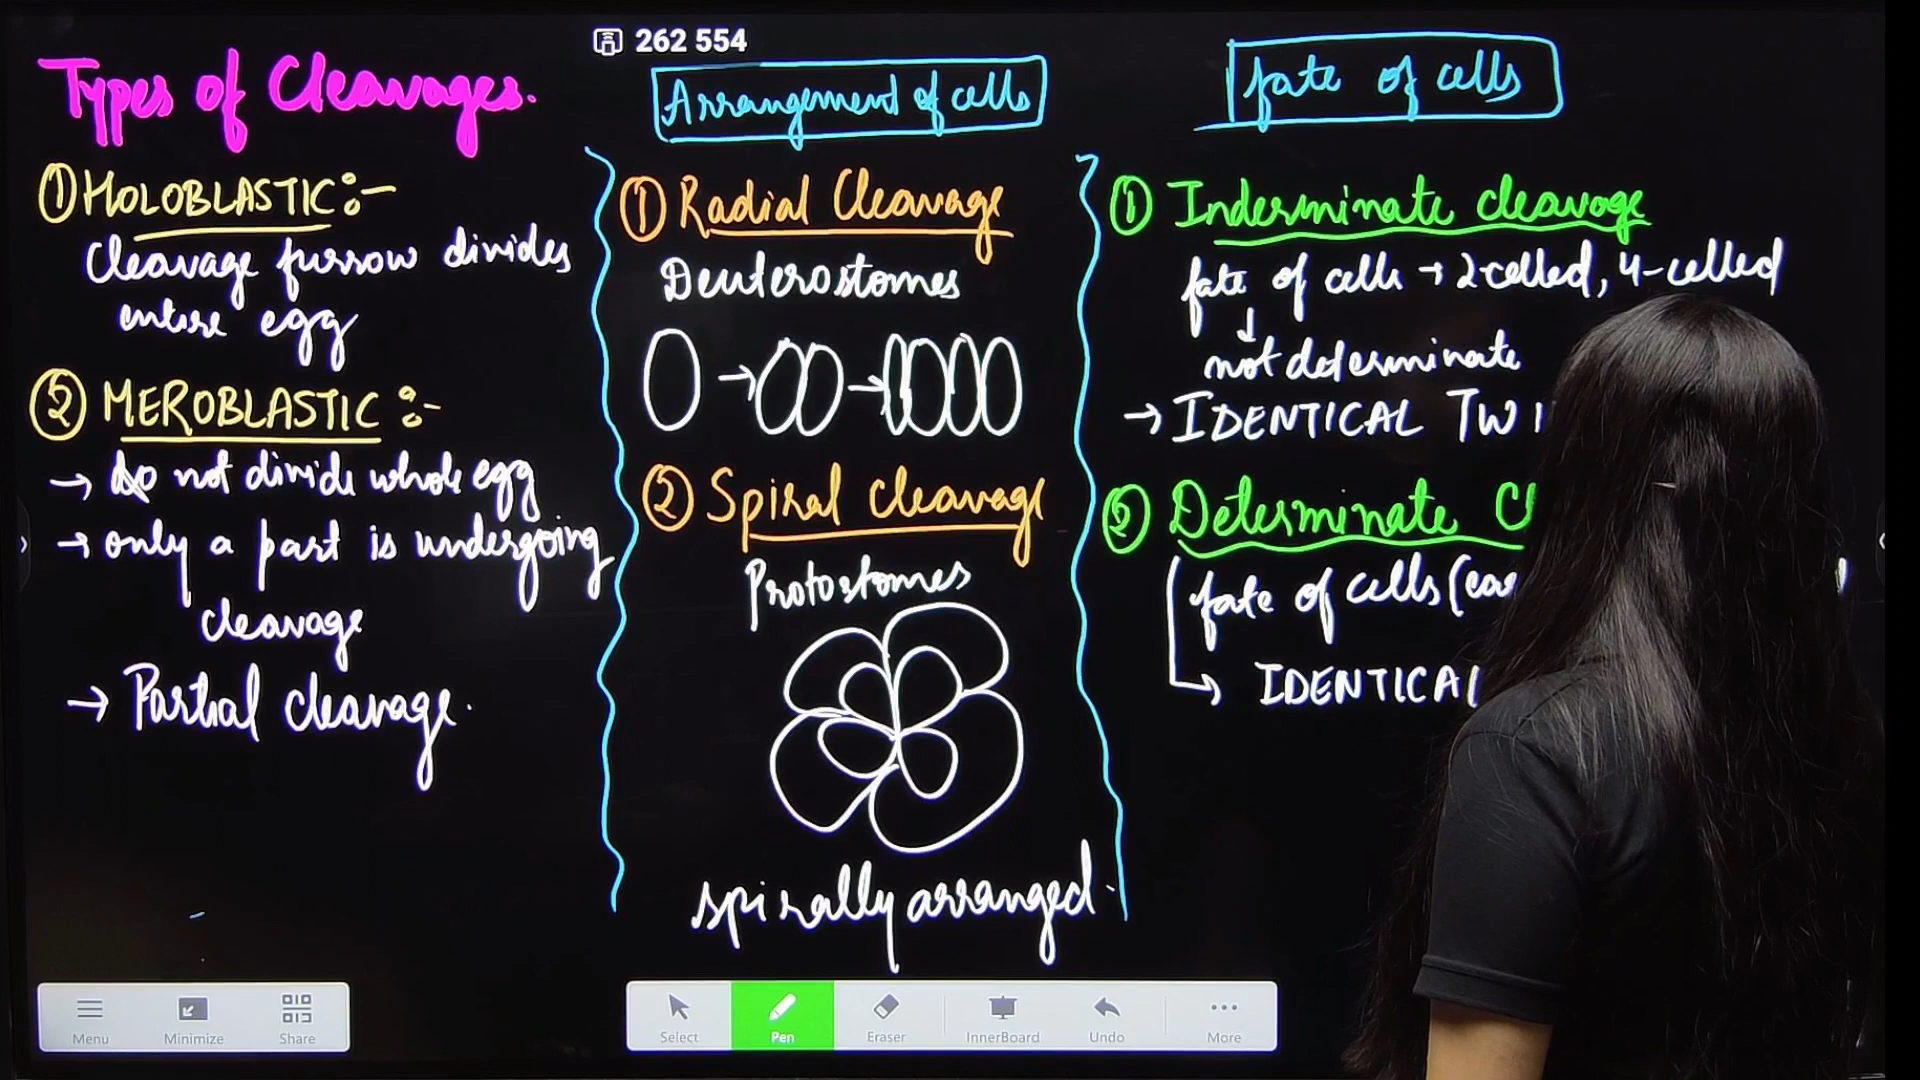 262 554
Types of Cleavages.
① HOLOBLASTIC :-
Cleavage furrow divides
entire egg
② MEROBLASTIC :-
→ do not divide whole egg
→ only a part is undergoing
cleavage
→ Partial cleavage.
Arrangement of cells
① Radial Cleavage
Deuterostomes
② Spiral cleavage
Protostomes
spirally arranged.
fate of cells
① Inderminate cleavage
fate of cells → 2-celled, 4-celled
not determinate
→ IDENTICAL TWI
② Determinate Cl
fate of cells (ear
IDENTICAL
Menu
Minimize
Share
Select
Pen
Eraser
InnerBoard
Undo
More